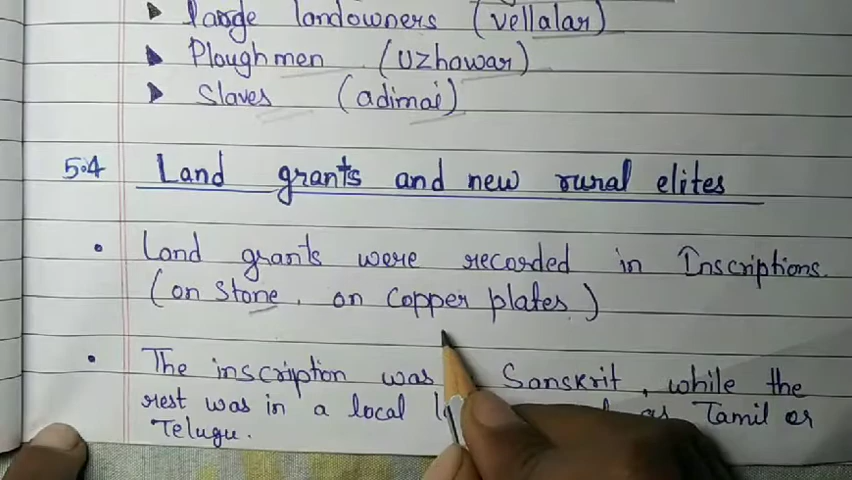 large landowners (vellalar)
Ploughmen (Uzhawar)
Slaves (adimai)
5.4 Land grants and new rural elites
Land grants were recorded in Inscriptions.
(on Stone, on Copper plates)
The inscription was Sanskrit, while the
rest was in a local as Tamil or
Telugu.